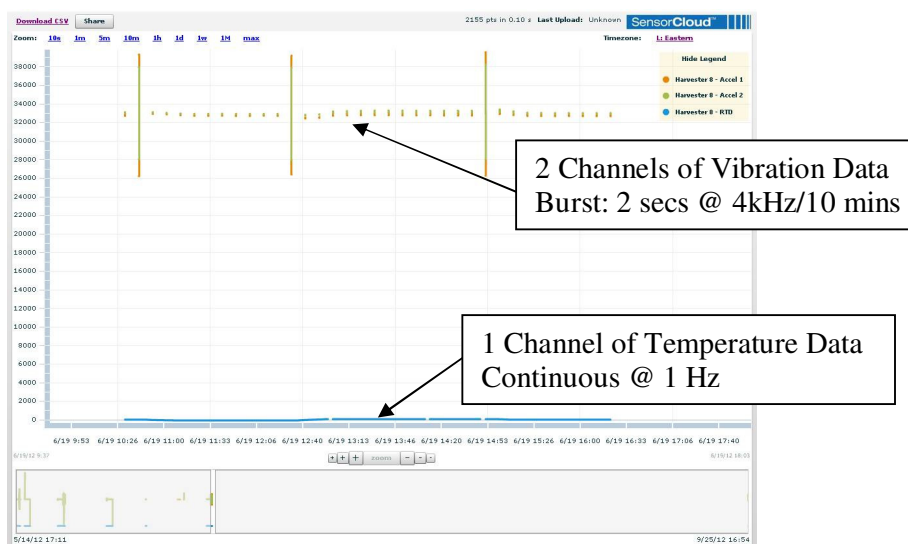 Download CSV Share 2155 pts in 0.10 s Last Upload: Unknown SensorCloud™
Zoom: 10s 1m 5m 10m 1h 1d 1w 1M max Timezone: L: Eastern
Hide Legend
Harvester 8 - Accel 1
Harvester 8 - Accel 2
Harvester 8 - RTD
38000
36000
34000
32000
30000
28000
26000
24000
22000
20000
18000
16000
14000
12000
10000
8000
6000
4000
2000
0
2 Channels of Vibration Data
Burst: 2 secs @ 4kHz/10 mins
1 Channel of Temperature Data
Continuous @ 1 Hz
6/19 9:53 6/19 10:26 6/19 11:00 6/19 11:33 6/19 12:06 6/19 12:40 6/19 13:13 6/19 13:46 6/19 14:20 6/19 14:53 6/19 15:26 6/19 16:00 6/19 16:33 6/19 17:06 6/19 17:40
6/19/12 9:37 + + + zoom - - - 6/19/12 18:03
5/14/12 17:11 9/25/12 16:54